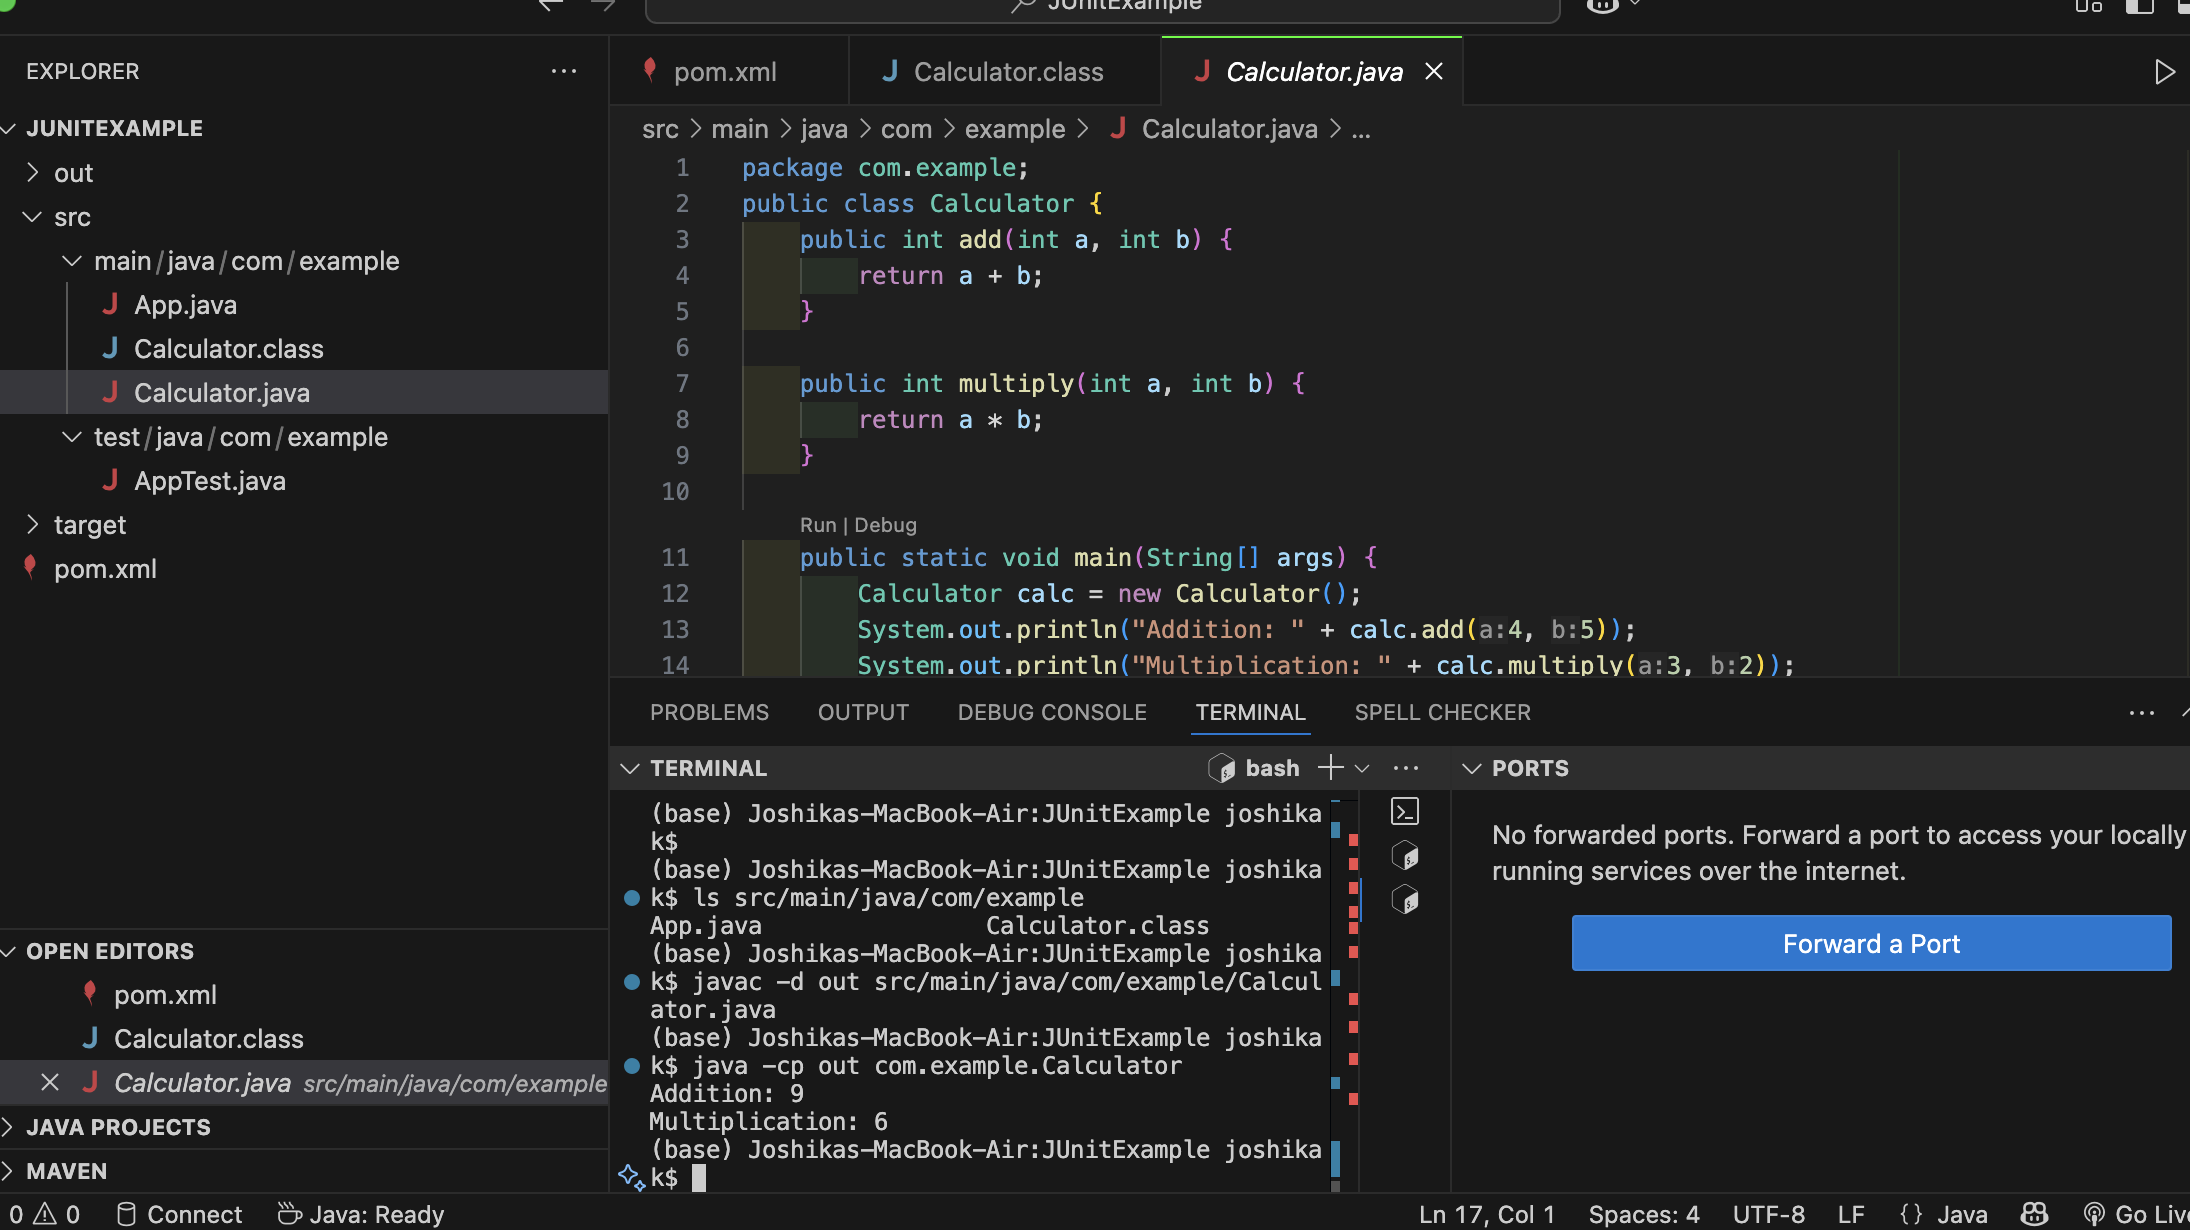 JUnitExample
EXPLORER
JUNITEXAMPLE
out
src
main/java/com/example
App.java
Calculator.class
Calculator.java
test/java/com/example
AppTest.java
target
pom.xml
OPEN EDITORS
pom.xml
Calculator.class
Calculator.java src/main/java/com/example
JAVA PROJECTS
MAVEN
pom.xml
Calculator.class
Calculator.java
src > main > java > com > example > Calculator.java > ...
1 package com.example;
2 public class Calculator {
3 public int add(int a, int b) {
4 return a + b;
5 }
6
7 public int multiply(int a, int b) {
8 return a * b;
9 }
10
Run | Debug
11 public static void main(String[] args) {
12 Calculator calc = new Calculator();
13 System.out.println("Addition: " + calc.add(a:4, b:5));
14 System.out.println("Multiplication: " + calc.multiply(a:3, b:2));
PROBLEMS OUTPUT DEBUG CONSOLE TERMINAL SPELL CHECKER
TERMINAL
bash
(base) Joshikas-MacBook-Air:JUnitExample joshika
k$
(base) Joshikas-MacBook-Air:JUnitExample joshika
k$ ls src/main/java/com/example
App.java Calculator.class
(base) Joshikas-MacBook-Air:JUnitExample joshika
k$ javac -d out src/main/java/com/example/Calcul
ator.java
(base) Joshikas-MacBook-Air:JUnitExample joshika
k$ java -cp out com.example.Calculator
Addition: 9
Multiplication: 6
(base) Joshikas-MacBook-Air:JUnitExample joshika
k$
PORTS
No forwarded ports. Forward a port to access your locally
running services over the internet.
Forward a Port
0 0 Connect Java: Ready Ln 17, Col 1 Spaces: 4 UTF-8 LF {} Java Go Live